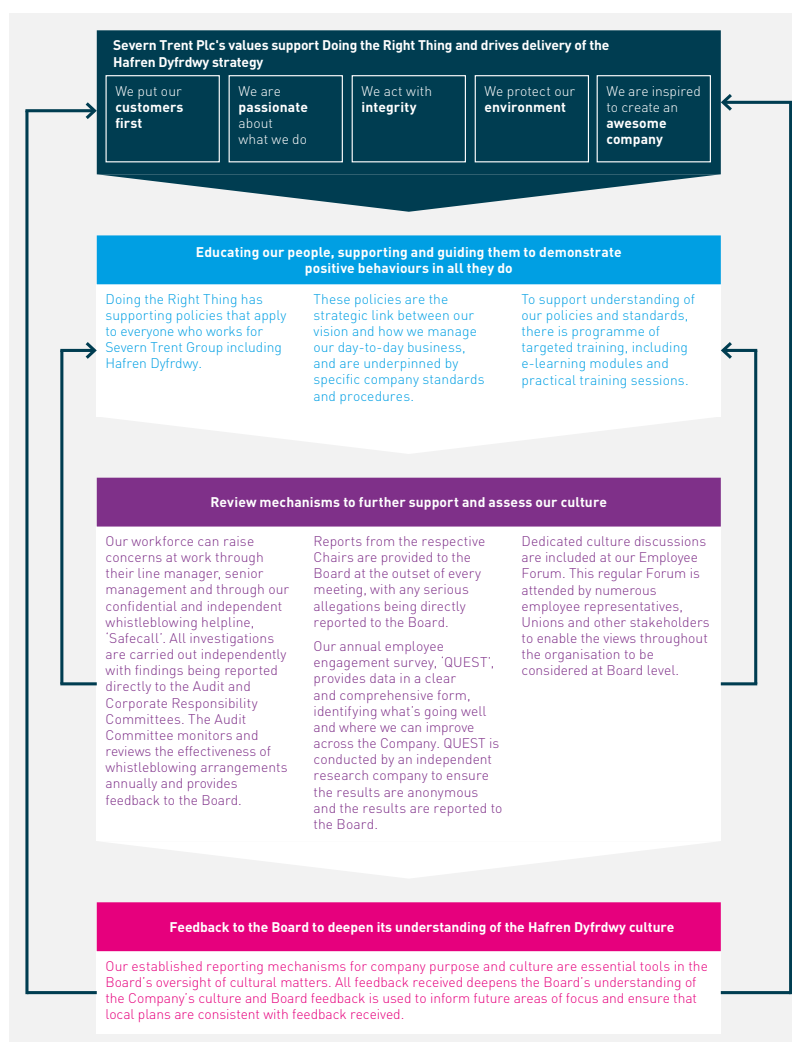 Severn Trent Plc's values support Doing the Right Thing and drives delivery of the
Hafren Dyfrdwy strategy
We put our
customers
first
We are
passionate
about
what we do
We act with
integrity
We protect our
environment
We are inspired
to create an
awesome
company
Educating our people, supporting and guiding them to demonstrate
positive behaviours in all they do
Doing the Right Thing has
supporting policies that apply
to everyone who works for
Severn Trent Group including
Hafren Dyfrdwy.
These policies are the
strategic link between our
vision and how we manage
our day-to-day business,
and are underpinned by
specific company standards
and procedures.
To support understanding of
our policies and standards,
there is programme of
targeted training, including
e-learning modules and
practical training sessions.
Review mechanisms to further support and assess our culture
Our workforce can raise
concerns at work through
their line manager, senior
management and through our
confidential and independent
whistleblowing helpline,
‘Safecall’. All investigations
are carried out independently
with findings being reported
directly to the Audit and
Corporate Responsibility
Committees. The Audit
Committee monitors and
reviews the effectiveness of
whistleblowing arrangements
annually and provides
feedback to the Board.
Reports from the respective
Chairs are provided to the
Board at the outset of every
meeting, with any serious
allegations being directly
reported to the Board.
Our annual employee
engagement survey, ‘QUEST’,
provides data in a clear
and comprehensive form,
identifying what’s going well
and where we can improve
across the Company. QUEST is
conducted by an independent
research company to ensure
the results are anonymous
and the results are reported to
the Board.
Dedicated culture discussions
are included at our Employee
Forum. This regular Forum is
attended by numerous
employee representatives,
Unions and other stakeholders
to enable the views throughout
the organisation to be
considered at Board level.
Feedback to the Board to deepen its understanding of the Hafren Dyfrdwy culture
Our established reporting mechanisms for company purpose and culture are essential tools in the
Board’s oversight of cultural matters. All feedback received deepens the Board’s understanding of
the Company’s culture and Board feedback is used to inform future areas of focus and ensure that
local plans are consistent with feedback received.